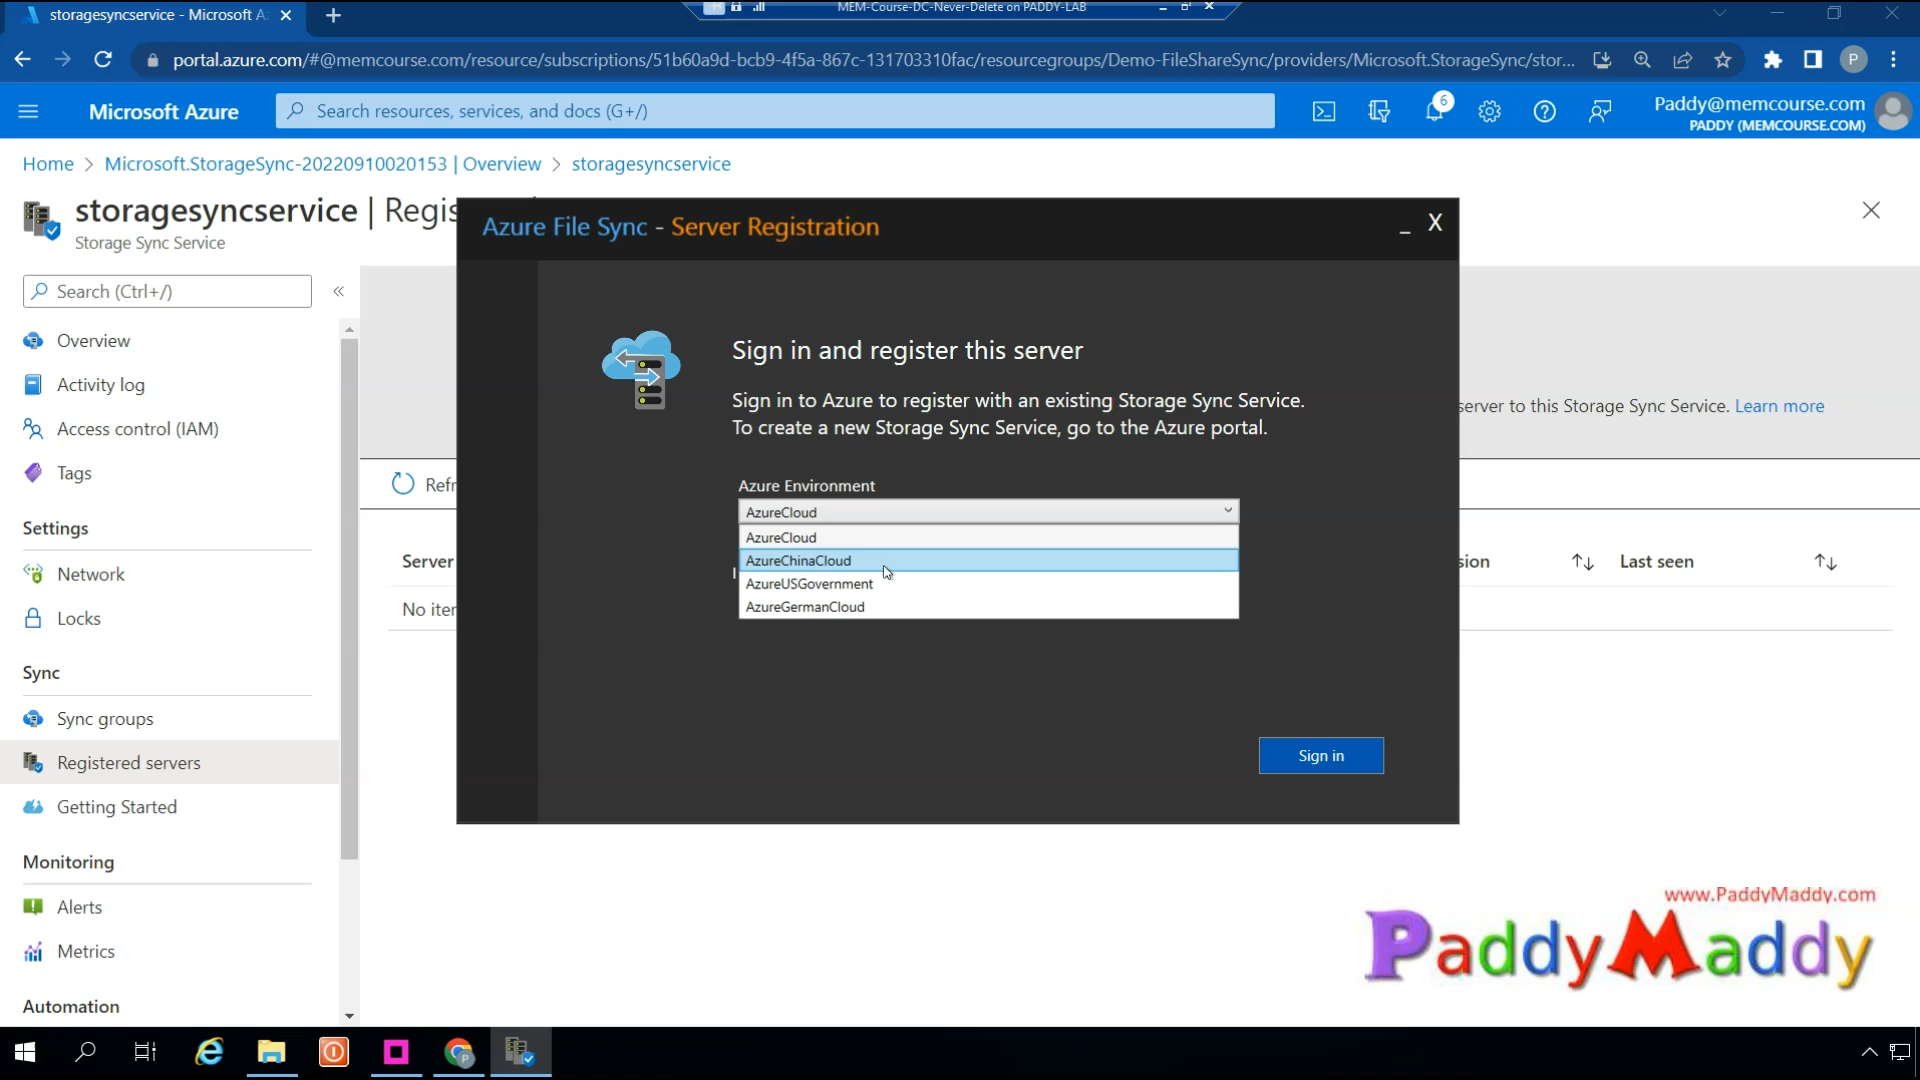 storagesyncservice - Microsoft A
MEM-Course-DC-Never-Delete on PADDY-LAB
portal.azure.com/#@memcourse.com/resource/subscriptions/51b60a9d-bcb9-4f5a-867c-131703310fac/resourcegroups/Demo-FileShareSync/providers/Microsoft.StorageSync/stor...
P
Microsoft Azure
Search resources, services, and docs (G+/)
6
Paddy@memcourse.com
PADDY (MEMCOURSE.COM)
Home > Microsoft.StorageSync-20220910020153 | Overview > storagesyncservice
storagesyncservice | Regis
Storage Sync Service
Search (Ctrl+/)
Overview
Activity log
Access control (IAM)
Tags
Settings
Network
Locks
Sync
Sync groups
Registered servers
Getting Started
Monitoring
Alerts
Metrics
Automation
Refr
Server
No iter
server to this Storage Sync Service. Learn more
sion
Last seen
Azure File Sync - Server Registration
_ X
Sign in and register this server
Sign in to Azure to register with an existing Storage Sync Service.
To create a new Storage Sync Service, go to the Azure portal.
Azure Environment
AzureCloud
AzureCloud
AzureChinaCloud
AzureUSGovernment
AzureGermanCloud
Sign in
www.PaddyMaddy.com
PaddyMaddy